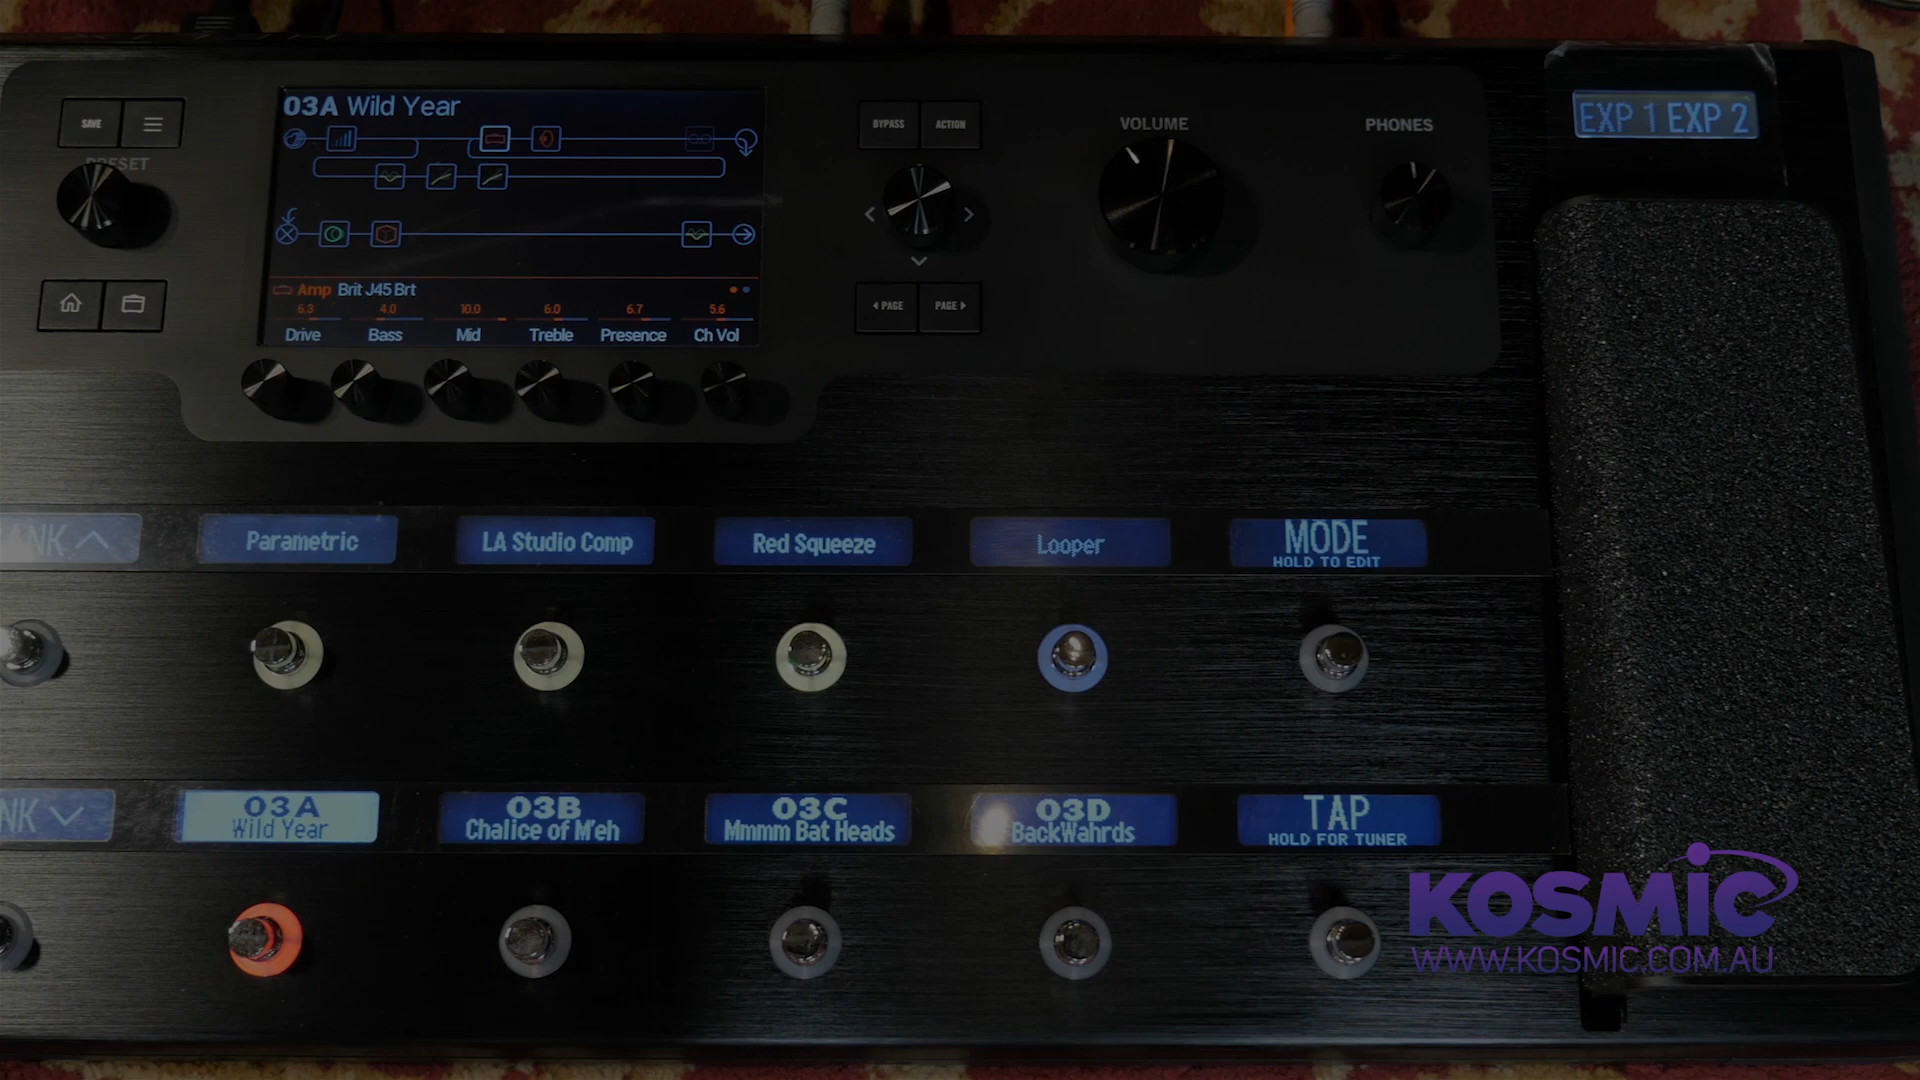 03A Wild Year
SAVE
PRESET
Amp Brit J45 Brt
6.3 4.0 10.0 6.0 6.7 5.6
Drive Bass Mid Treble Presence Ch Vol
BYPASS ACTION
PAGE PAGE
VOLUME
PHONES
EXP 1 EXP 2
ANK
Parametric
LA Studio Comp
Red Squeeze
Looper
MODE
HOLD TO EDIT
NK
03A
Wild Year
03B
Chalice of M'eh
03C
Mmmm Bat Heads
03D
BackWahrds
TAP
HOLD FOR TUNER
KOSMIC
WWW.KOSMIC.COM.AU